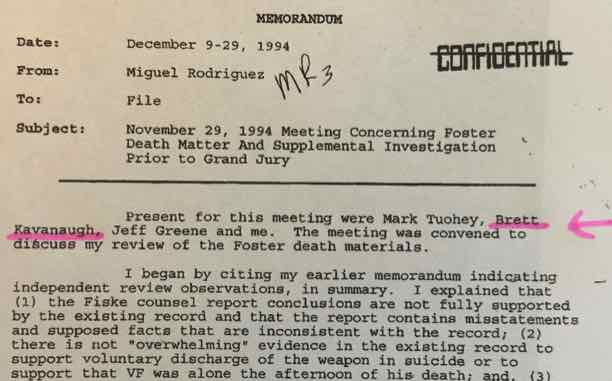 MEMORANDUM
Date: December 9-29, 1994
CONFIDENTIAL
From: Miguel Rodriguez
MR3
To: File
Subject: November 29, 1994 Meeting Concerning Foster
Death Matter And Supplemental Investigation
Prior to Grand Jury
Present for this meeting were Mark Tuohey, Brett
Kavanaugh, Jeff Greene and me. The meeting was convened to
discuss my review of the Foster death materials.
I began by citing my earlier memorandum indicating
independent review observations, in summary. I explained that
(1) the Fiske counsel report conclusions are not fully supported
by the existing record and that the report contains misstatements
and supposed facts that are inconsistent with the record; (2)
there is not "overwhelming" evidence in the existing record to
support voluntary discharge of the weapon in suicide or to
support that VF was alone the afternoon of his death; and, (3)